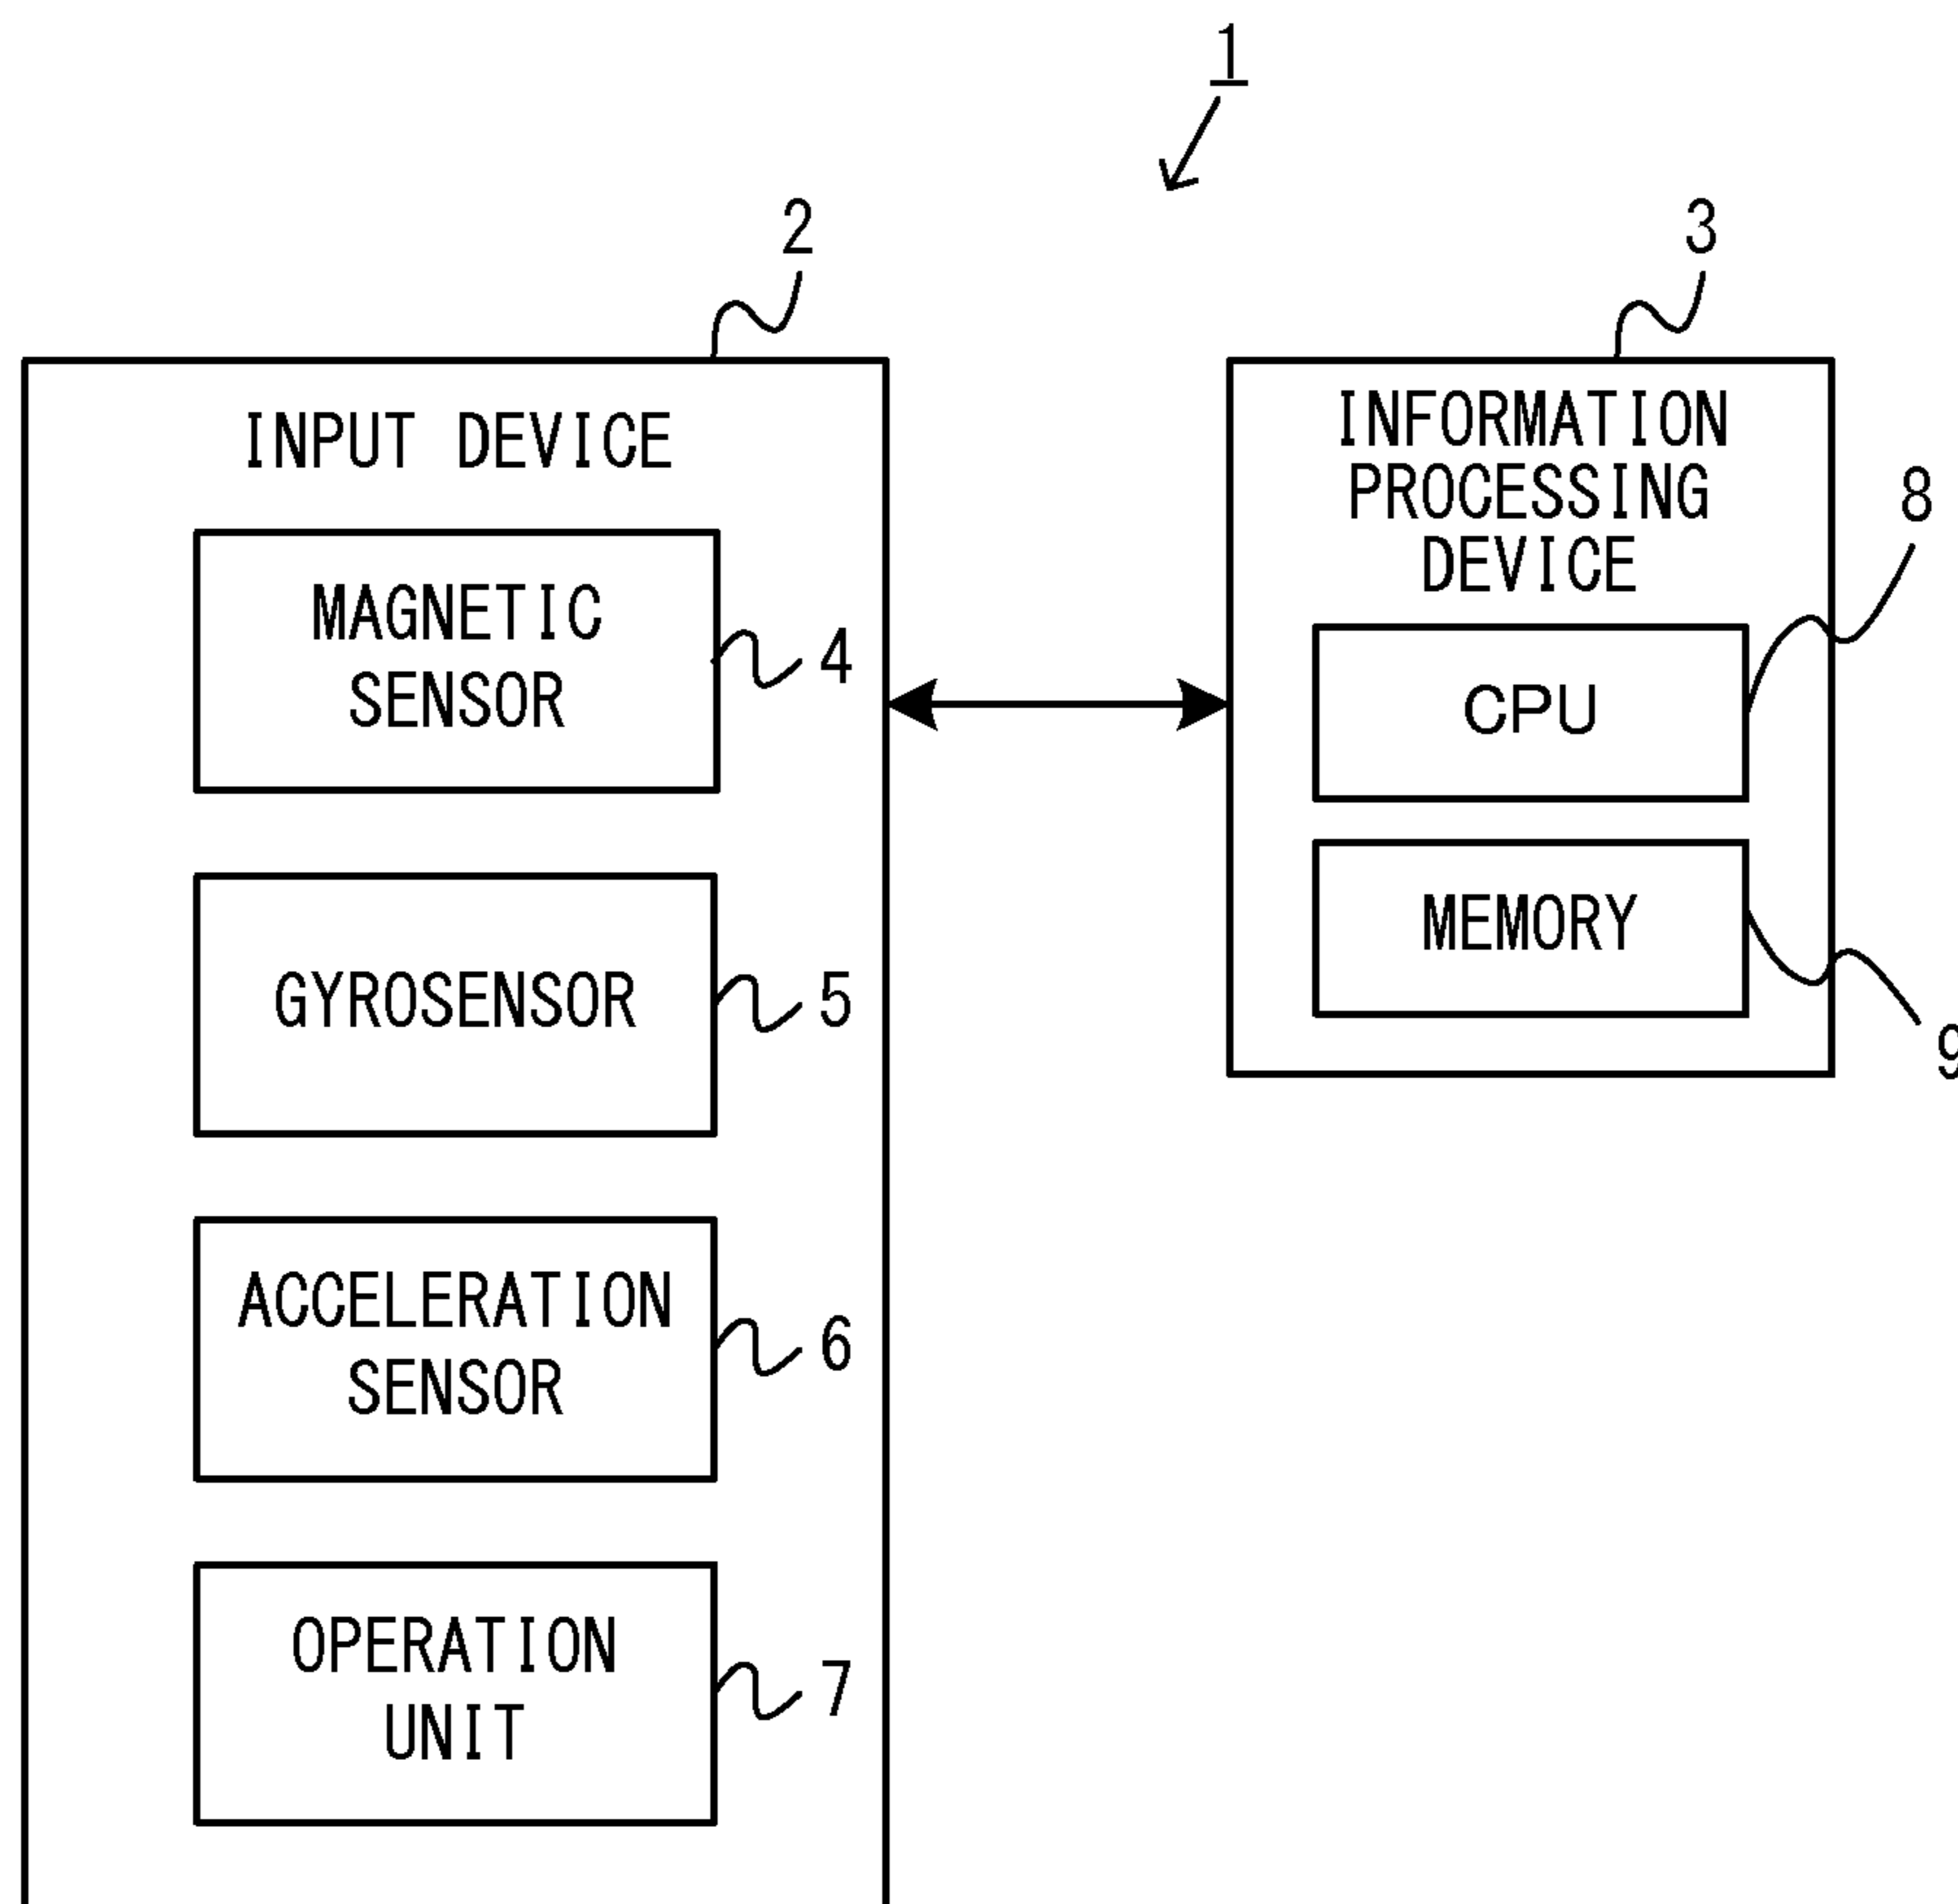 1
2
3
INPUT DEVICE
MAGNETIC
SENSOR
4
GYROSENSOR
5
ACCELERATION
SENSOR
6
OPERATION
UNIT
7
INFORMATION
PROCESSING
DEVICE
8
CPU
MEMORY
9